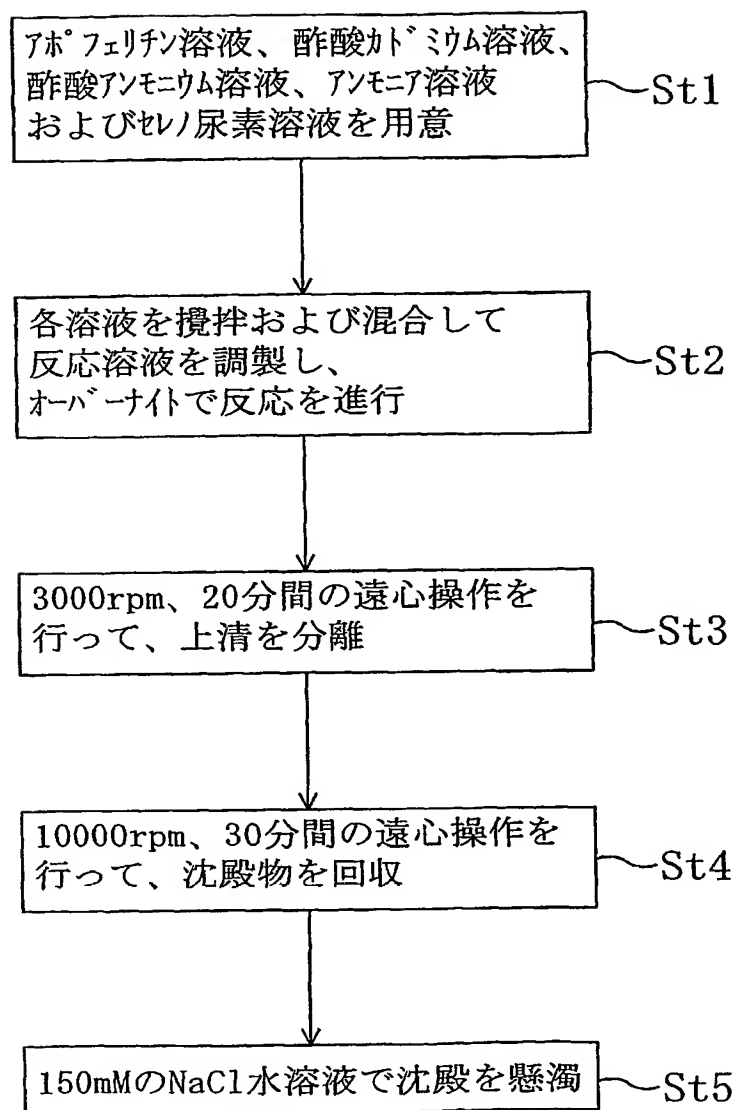 アポフェリチン溶液、酢酸カドミウム溶液、
酢酸アンモニウム溶液、アンモニア溶液
およびセレノ尿素溶液を用意
St1
各溶液を攪拌および混合して
反応溶液を調製し、
オーバーナイトで反応を進行
St2
3000rpm、20分間の遠心操作を
行って、上清を分離
St3
10000rpm、30分間の遠心操作を
行って、沈殿物を回収
St4
150mMのNaCl水溶液で沈殿を懸濁
St5